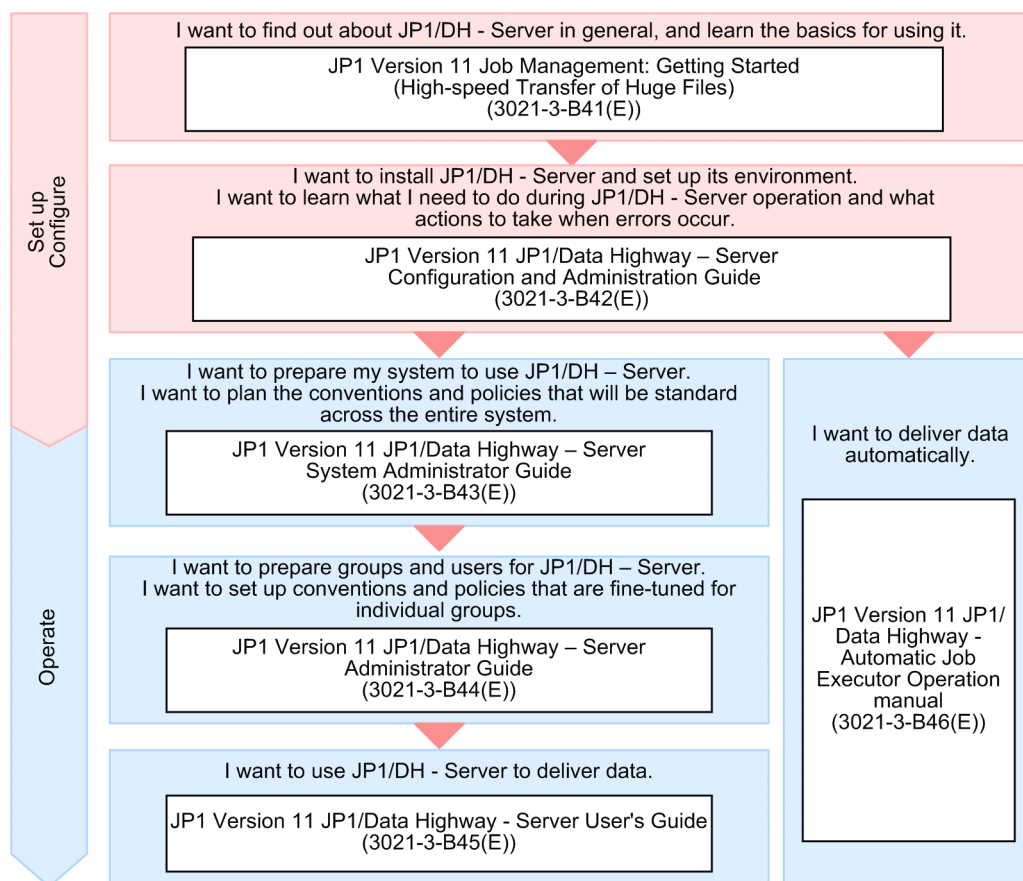 I want to find out about JP1/DH - Server in general, and learn the basics for using it.
JP1 Version 11 Job Management: Getting Started
(High-speed Transfer of Huge Files)
(3021-3-B41(E))
Set up
Configure
I want to install JP1/DH - Server and set up its environment.
I want to learn what I need to do during JP1/DH - Server operation and what
actions to take when errors occur.
JP1 Version 11 JP1/Data Highway – Server
Configuration and Administration Guide
(3021-3-B42(E))
I want to prepare my system to use JP1/DH – Server.
I want to plan the conventions and policies that will be standard
across the entire system.
JP1 Version 11 JP1/Data Highway – Server
System Administrator Guide
(3021-3-B43(E))
Operate
I want to prepare groups and users for JP1/DH – Server.
I want to set up conventions and policies that are fine-tuned for
individual groups.
JP1 Version 11 JP1/Data Highway – Server
Administrator Guide
(3021-3-B44(E))
I want to use JP1/DH - Server to deliver data.
JP1 Version 11 JP1/Data Highway - Server User's Guide
(3021-3-B45(E))
I want to deliver data
automatically.
JP1 Version 11 JP1/
Data Highway -
Automatic Job
Executor Operation
manual
(3021-3-B46(E))